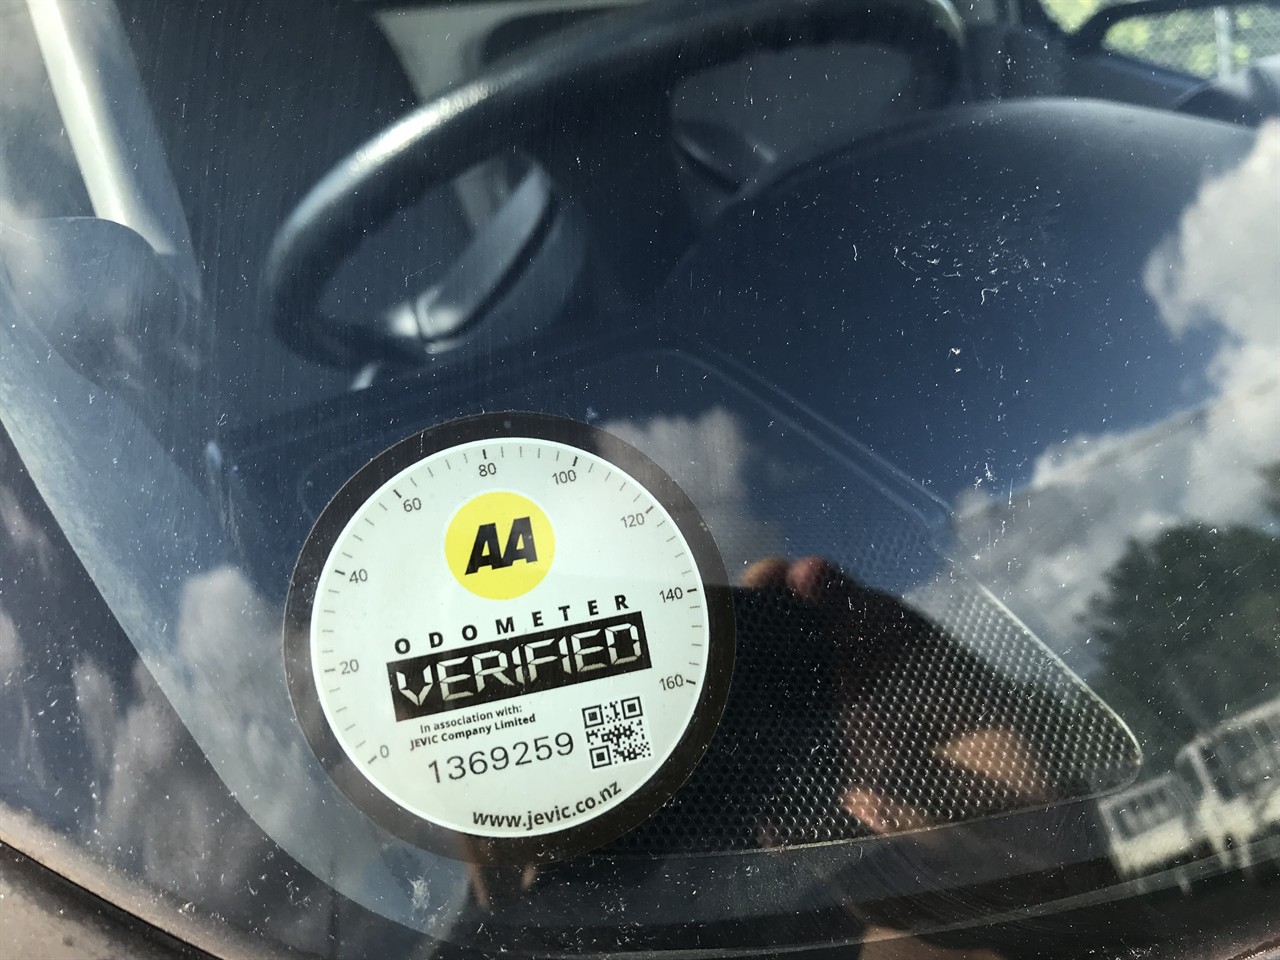 0
20
40
60
80
100
120
140
160
AA
ODOMETER
VERIFIED
In association with:
JEVIC Company Limited
1369259
www.jevic.co.nz